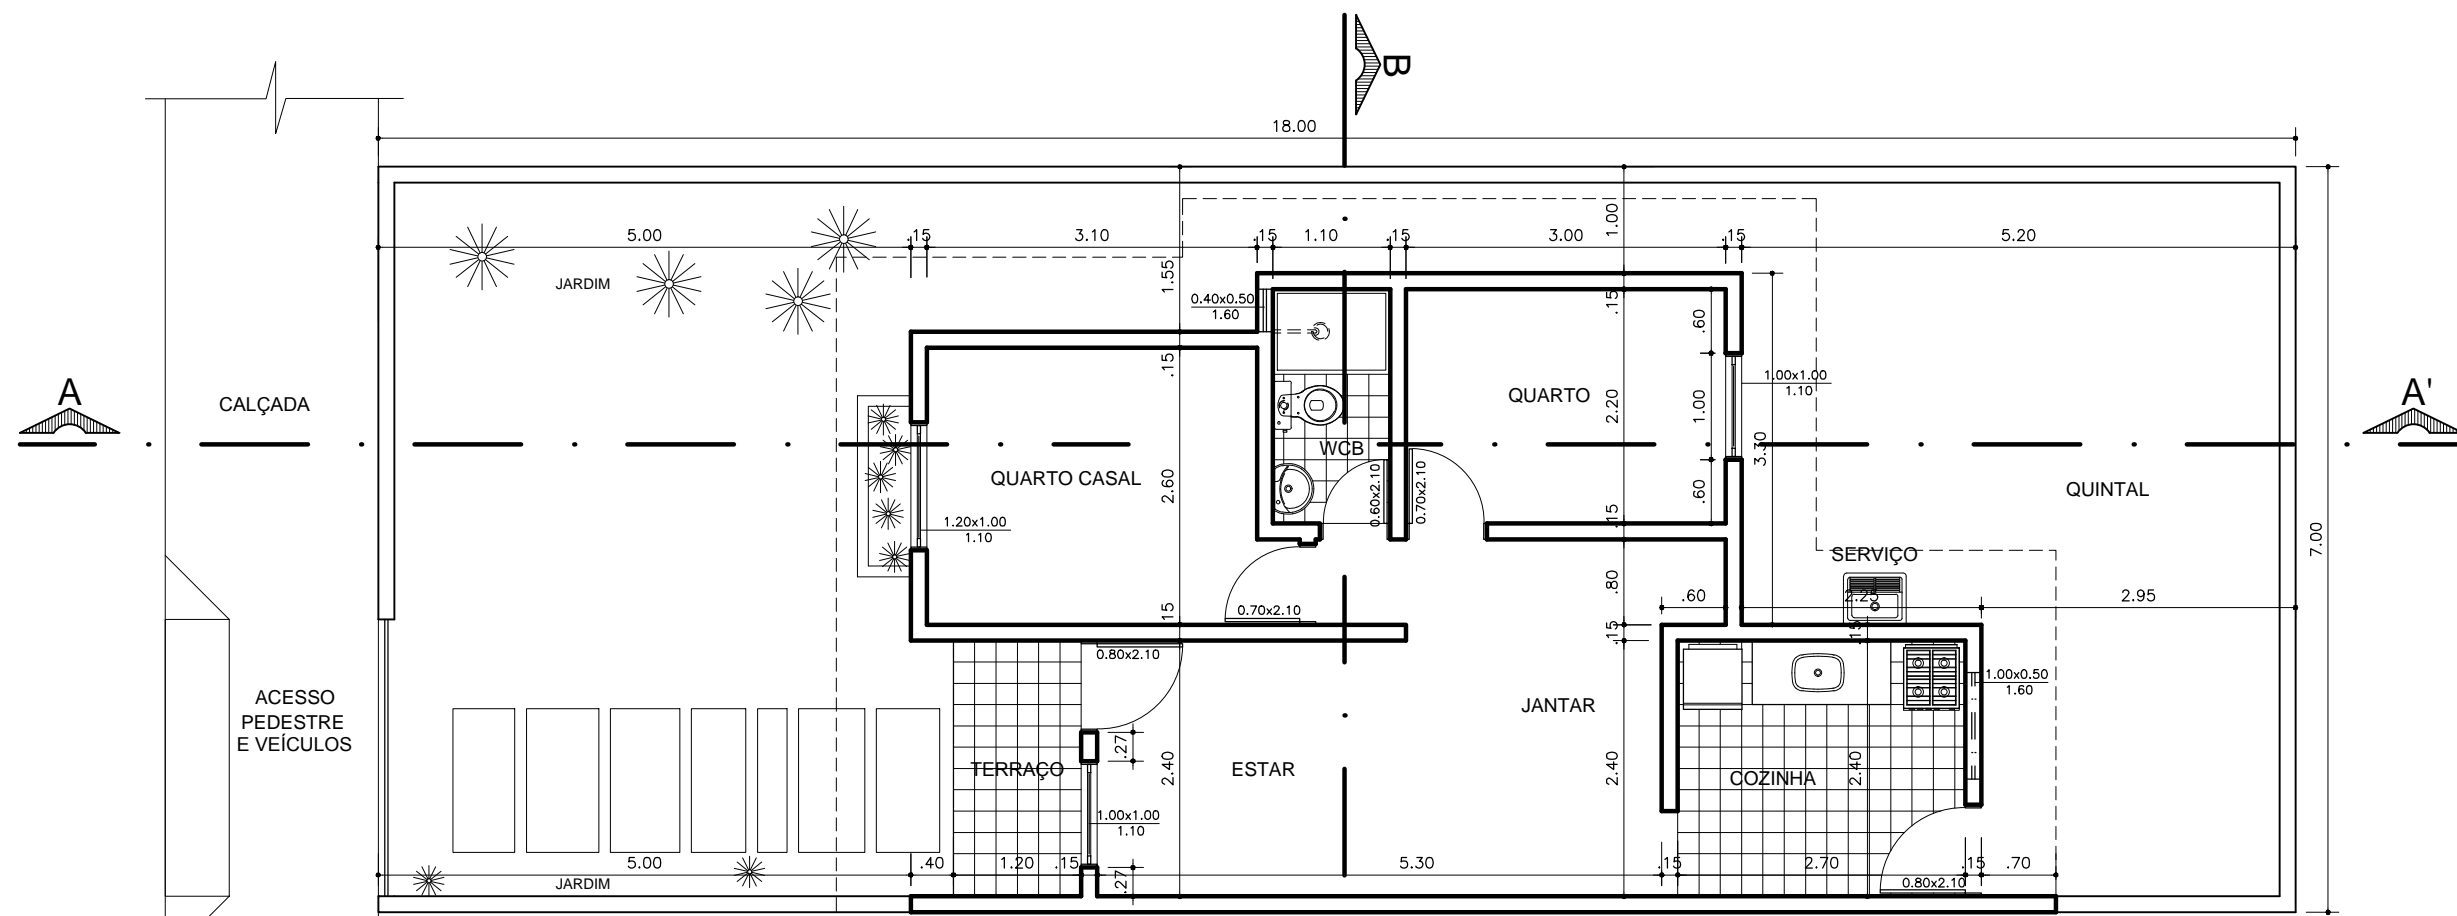 B
18.00
5.00
.15
3.10
.15
1.10
.15
3.00
.15
5.20
1.00
1.55
JARDIM
0.40x0.50
1.60
.15
.60
.15
A
CALÇADA
QUARTO
1.00x1.00
1.10
A'
2.20
1.00
WCB
3.30
QUARTO CASAL
2.60
0.60x2.10
0.70x2.10
.60
QUINTAL
1.20x1.00
1.10
.15
7.00
SERVIÇO
.80
.60
2.25
2.95
15
0.70x2.10
.15
.15
0.80x2.10
ACESSO
PEDESTRE
E VEÍCULOS
1.00x0.50
1.60
JANTAR
.27
TERRAÇO
ESTAR
2.40
2.40
COZINHA
2.40
1.00x1.00
1.10
5.00
.40
1.20
.15
5.30
.15
2.70
.15
.70
JARDIM
.27
0.80x2.10